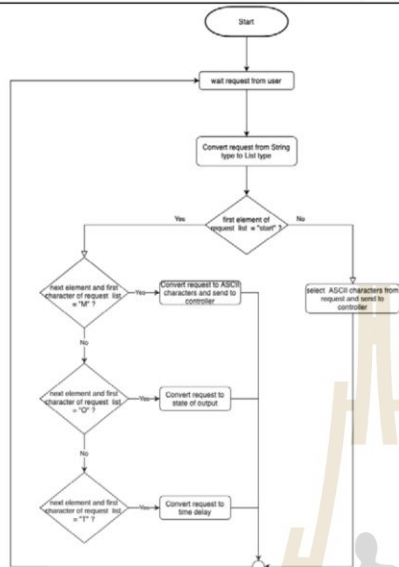 Start
wait request from user
Convert request from String
type to List type
first element of
request list = "start" ?
Yes
No
next element and first
character of request list
= "M" ?
Yes
Convert request to ASCII
characters and send to
controller
select ASCII characters from
request and send to
controller
No
next element and first
character of request list
= "O" ?
Yes
Convert request to
state of output
No
next element and first
character of request list
= "T" ?
Yes
Convert request to
time delay